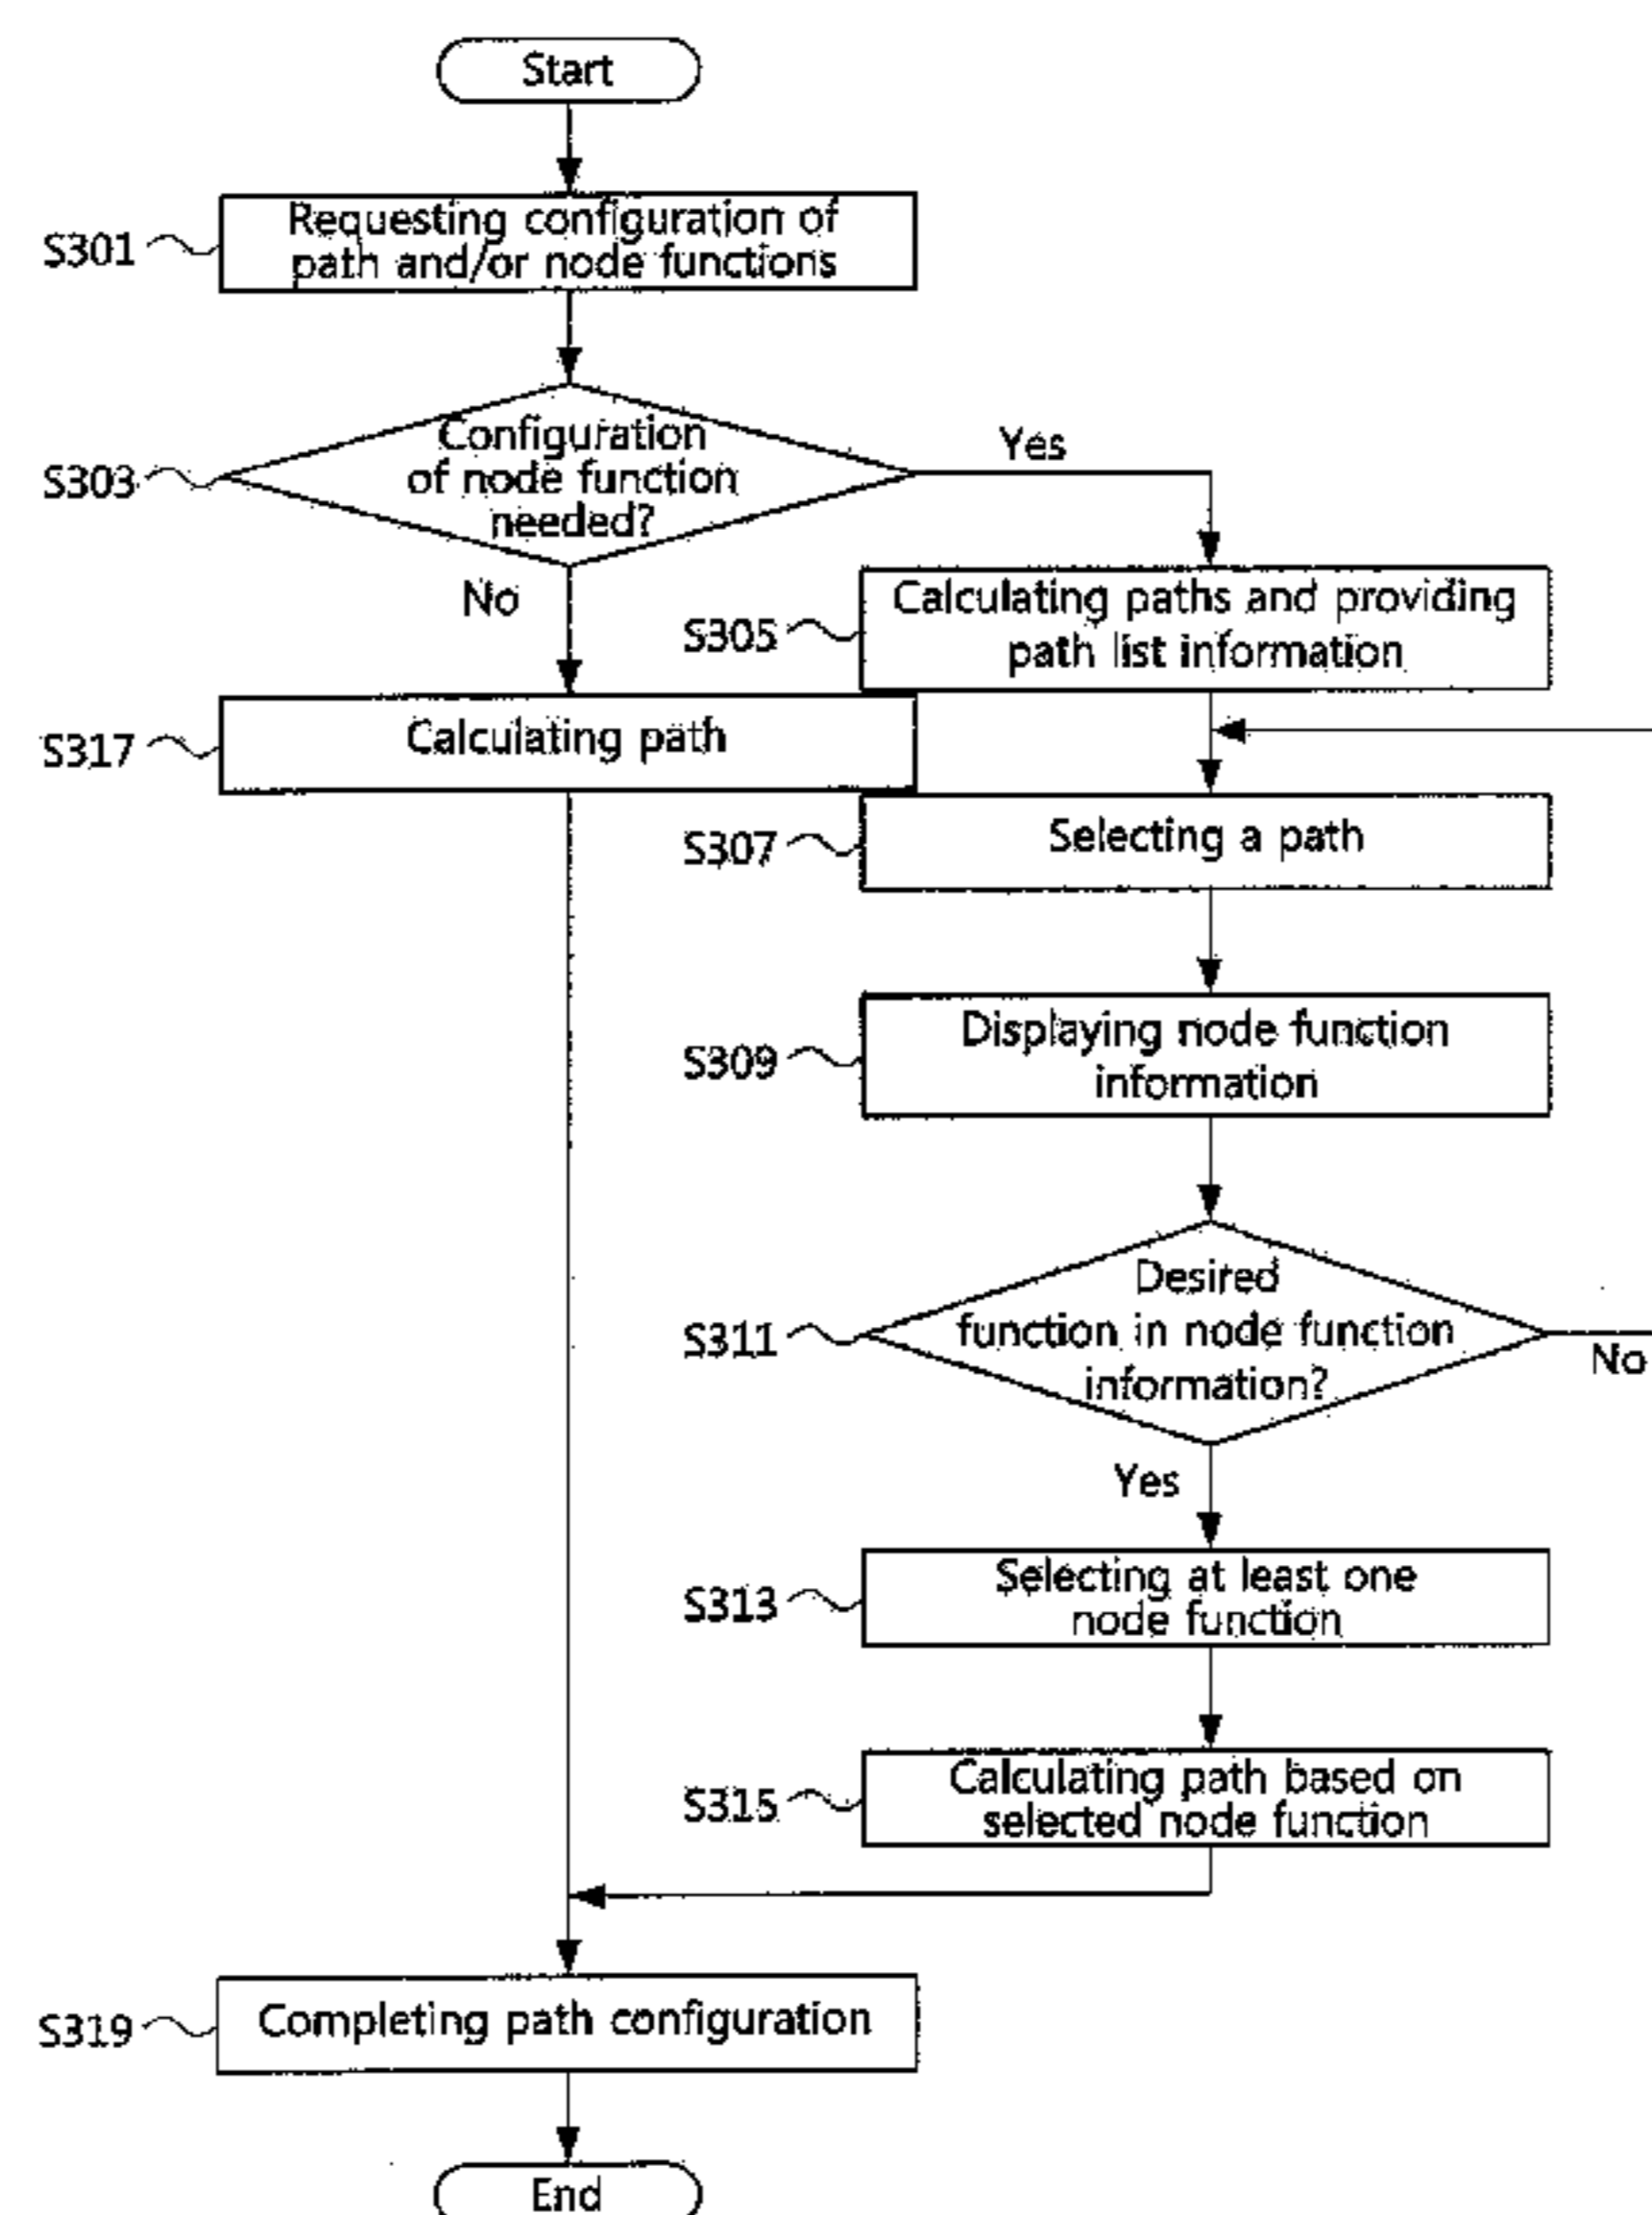 Start
S301
Requesting configuration of
path and/or node functions
S303
Configuration
of node function
needed?
Yes
No
S305
Calculating paths and providing
path list information
S317
Calculating path
S307
Selecting a path
S309
Displaying node function
information
S311
Desired
function in node function
information?
No
Yes
S313
Selecting at least one
node function
S315
Calculating path based on
selected node function
S319
Completing path configuration
End